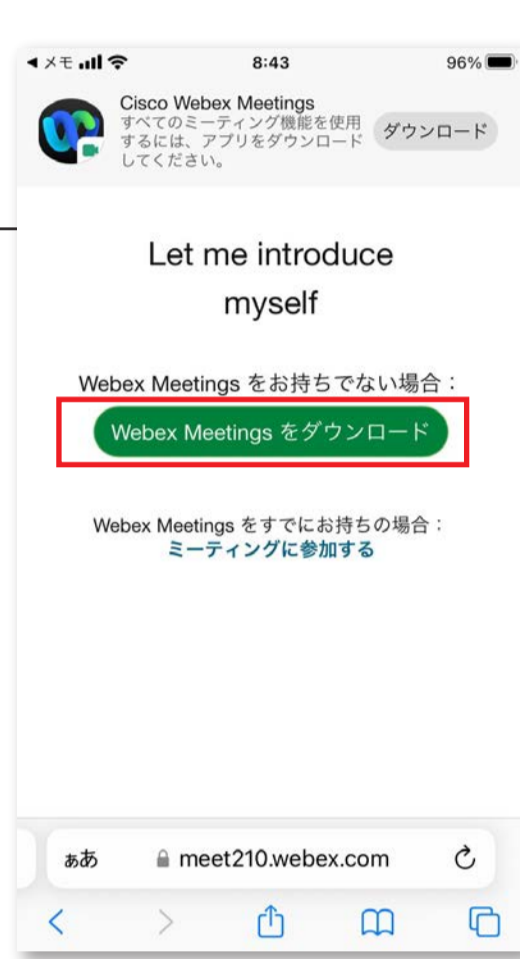 ◀メモ 8:43 96%
Cisco Webex Meetings
すべてのミーティング機能を使用
するには、アプリをダウンロード
してください。
ダウンロード
Let me introduce
myself
Webex Meetings をお持ちでない場合：
Webex Meetings をダウンロード
Webex Meetings をすでにお持ちの場合：
ミーティングに参加する
ぁあ meet210.webex.com